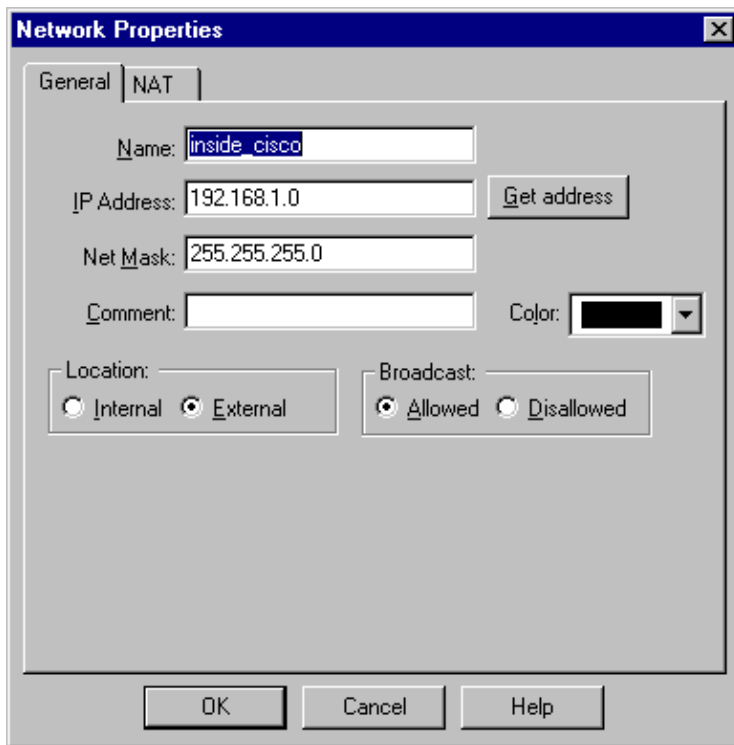 Network Properties
General NAT
Name: inside_cisco
IP Address: 192.168.1.0 Get address
Net Mask: 255.255.255.0
Comment: Color:
Location: Broadcast:
Internal External Allowed Disallowed
OK Cancel Help